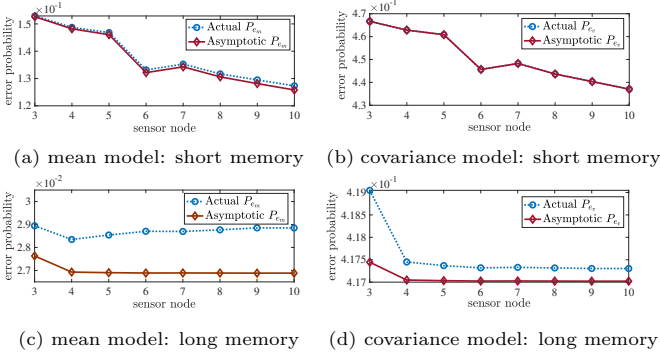 ×10⁻¹
1.5
1.4
1.3
1.2
error probability
3 4 5 6 7 8 9 10
sensor node
Actual P_{e_m}
Asymptotic P_{e_m}
(a) mean model: short memory
×10⁻¹
4.7
4.6
4.5
4.4
4.3
error probability
3 4 5 6 7 8 9 10
sensor node
Actual P_{e_v}
Asymptotic P_{e_v}
(b) covariance model: short memory
×10⁻²
3
2.9
2.8
2.7
error probability
3 4 5 6 7 8 9 10
sensor node
Actual P_{e_m}
Asymptotic P_{e_m}
(c) mean model: long memory
×10⁻¹
4.19
4.185
4.18
4.175
4.17
error probability
3 4 5 6 7 8 9 10
sensor node
Actual P_{e_v}
Asymptotic P_{e_v}
(d) covariance model: long memory